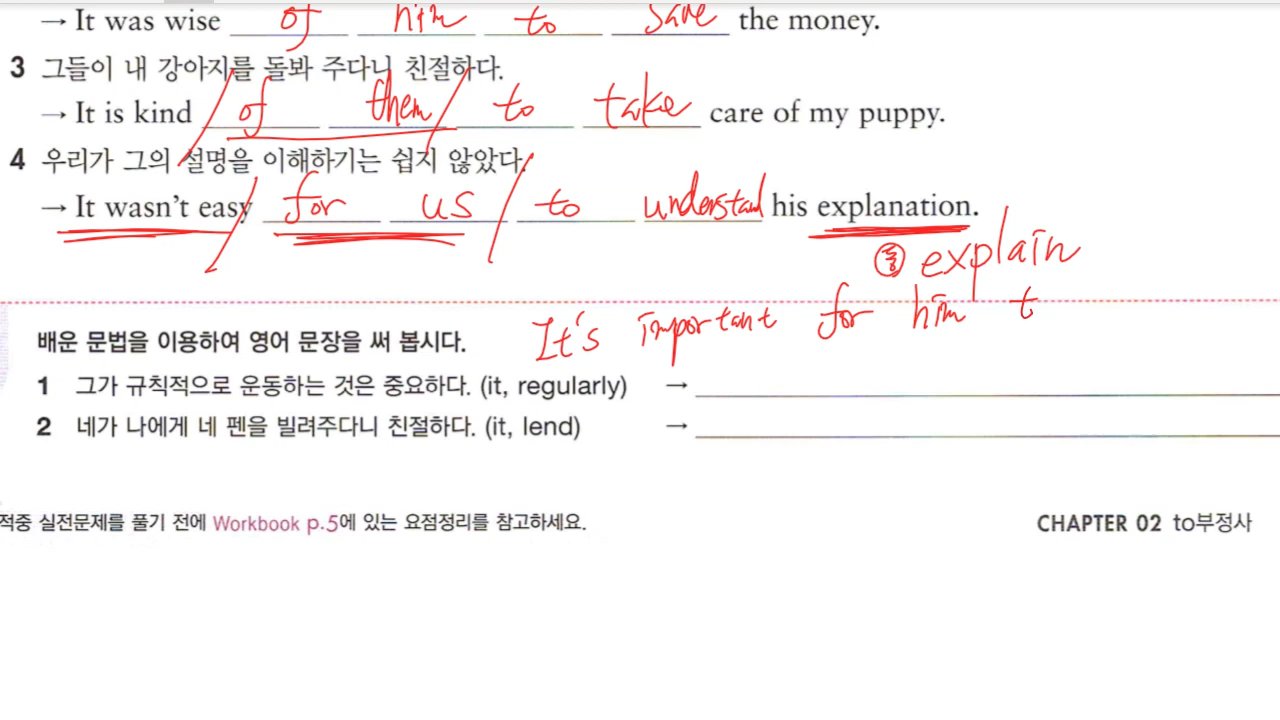 → It was wise of him to save the money.
3 그들이 내 강아지를 돌봐 주다니 친절하다.
→ It is kind of them to take care of my puppy.
4 우리가 그의 설명을 이해하기는 쉽지 않았다.
→ It wasn't easy for us to understand his explanation.
explain
It's important for him t
배운 문법을 이용하여 영어 문장을 써 봅시다.
1 그가 규칙적으로 운동하는 것은 중요하다. (it, regularly) →
2 네가 나에게 네 펜을 빌려주다니 친절하다. (it, lend) →
적중 실전문제를 풀기 전에 Workbook p.5에 있는 요점정리를 참고하세요.
CHAPTER 02 to부정사